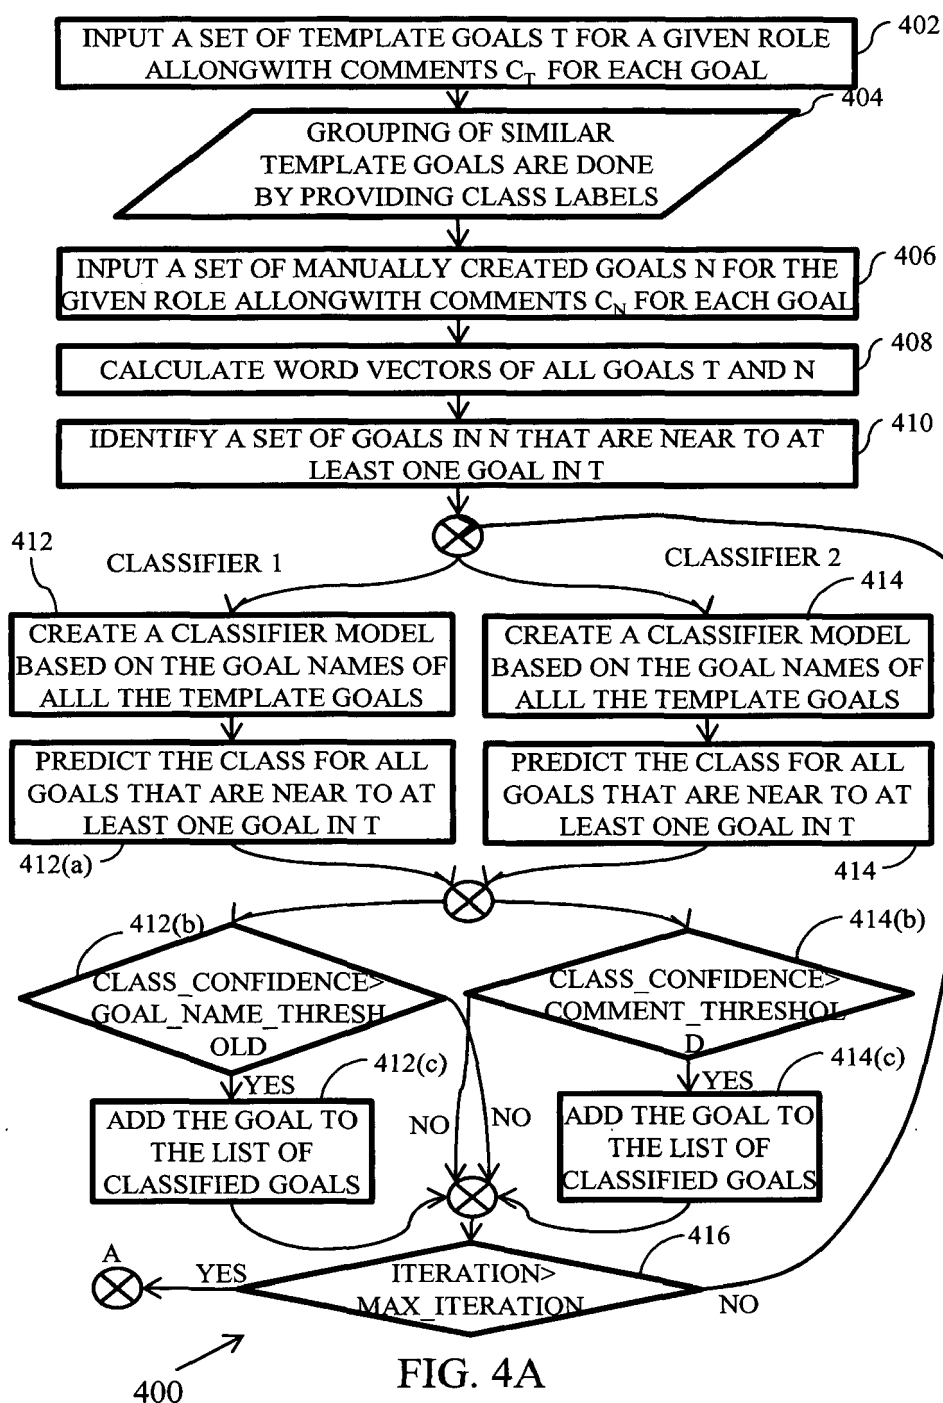 INPUT A SET OF TEMPLATE GOALS T FOR A GIVEN ROLE
ALLONGWITH COMMENTS C_T FOR EACH GOAL
402
404
GROUPING OF SIMILAR
TEMPLATE GOALS ARE DONE
BY PROVIDING CLASS LABELS
INPUT A SET OF MANUALLY CREATED GOALS N FOR THE
GIVEN ROLE ALLONGWITH COMMENTS C_N FOR EACH GOAL
406
CALCULATE WORD VECTORS OF ALL GOALS T AND N
408
IDENTIFY A SET OF GOALS IN N THAT ARE NEAR TO AT
LEAST ONE GOAL IN T
410
412
CLASSIFIER 1
CLASSIFIER 2
414
CREATE A CLASSIFIER MODEL
BASED ON THE GOAL NAMES OF
ALLL THE TEMPLATE GOALS
CREATE A CLASSIFIER MODEL
BASED ON THE GOAL NAMES OF
ALLL THE TEMPLATE GOALS
PREDICT THE CLASS FOR ALL
GOALS THAT ARE NEAR TO AT
LEAST ONE GOAL IN T
412(a)
PREDICT THE CLASS FOR ALL
GOALS THAT ARE NEAR TO AT
LEAST ONE GOAL IN T
414
412(b)
CLASS_CONFIDENCE>
GOAL_NAME_THRESH
OLD
414(b)
CLASS_CONFIDENCE>
COMMENT_THRESHOL
D
YES
412(c)
YES
414(c)
ADD THE GOAL TO
THE LIST OF
CLASSIFIED GOALS
NO
NO
ADD THE GOAL TO
THE LIST OF
CLASSIFIED GOALS
416
A
YES
ITERATION>
MAX_ITERATION
NO
400
FIG. 4A